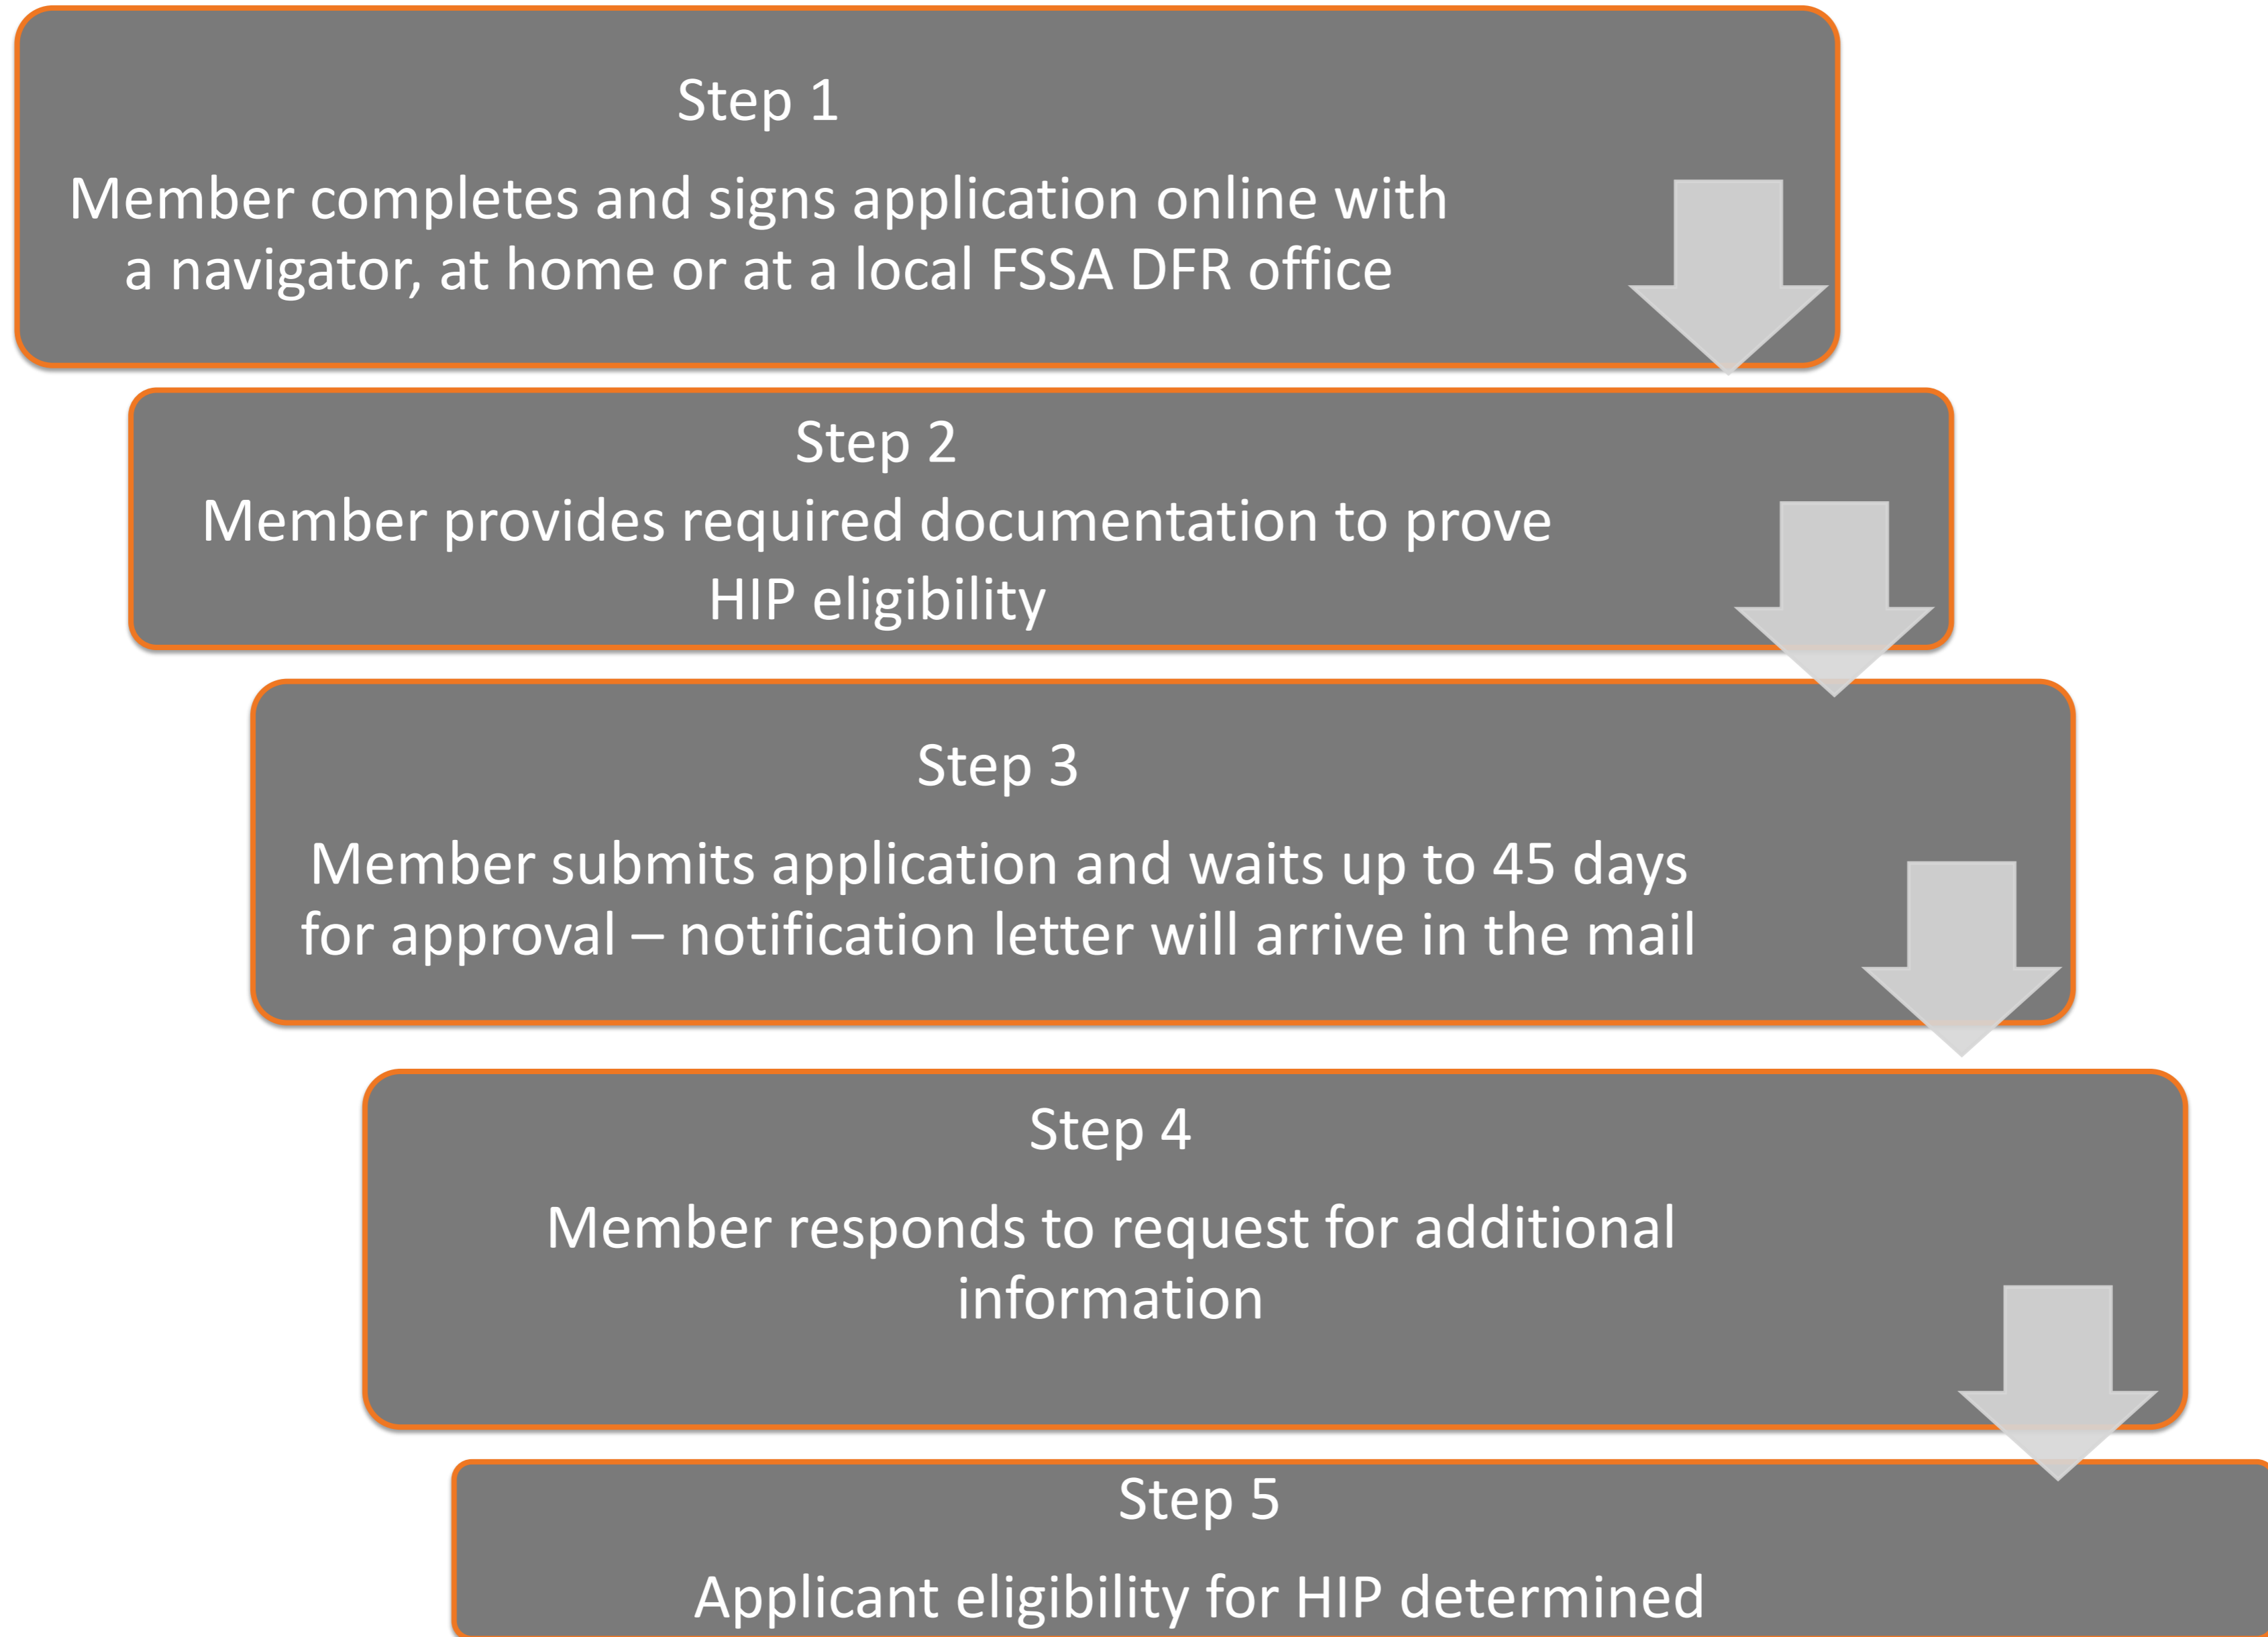 Step 1
Member completes and signs application online with
a navigator, at home or at a local FSSA DFR office
Step 2
Member provides required documentation to prove
HIP eligibility
Step 3
Member submits application and waits up to 45 days
for approval – notification letter will arrive in the mail
Step 4
Member responds to request for additional
information
Step 5
Applicant eligibility for HIP determined